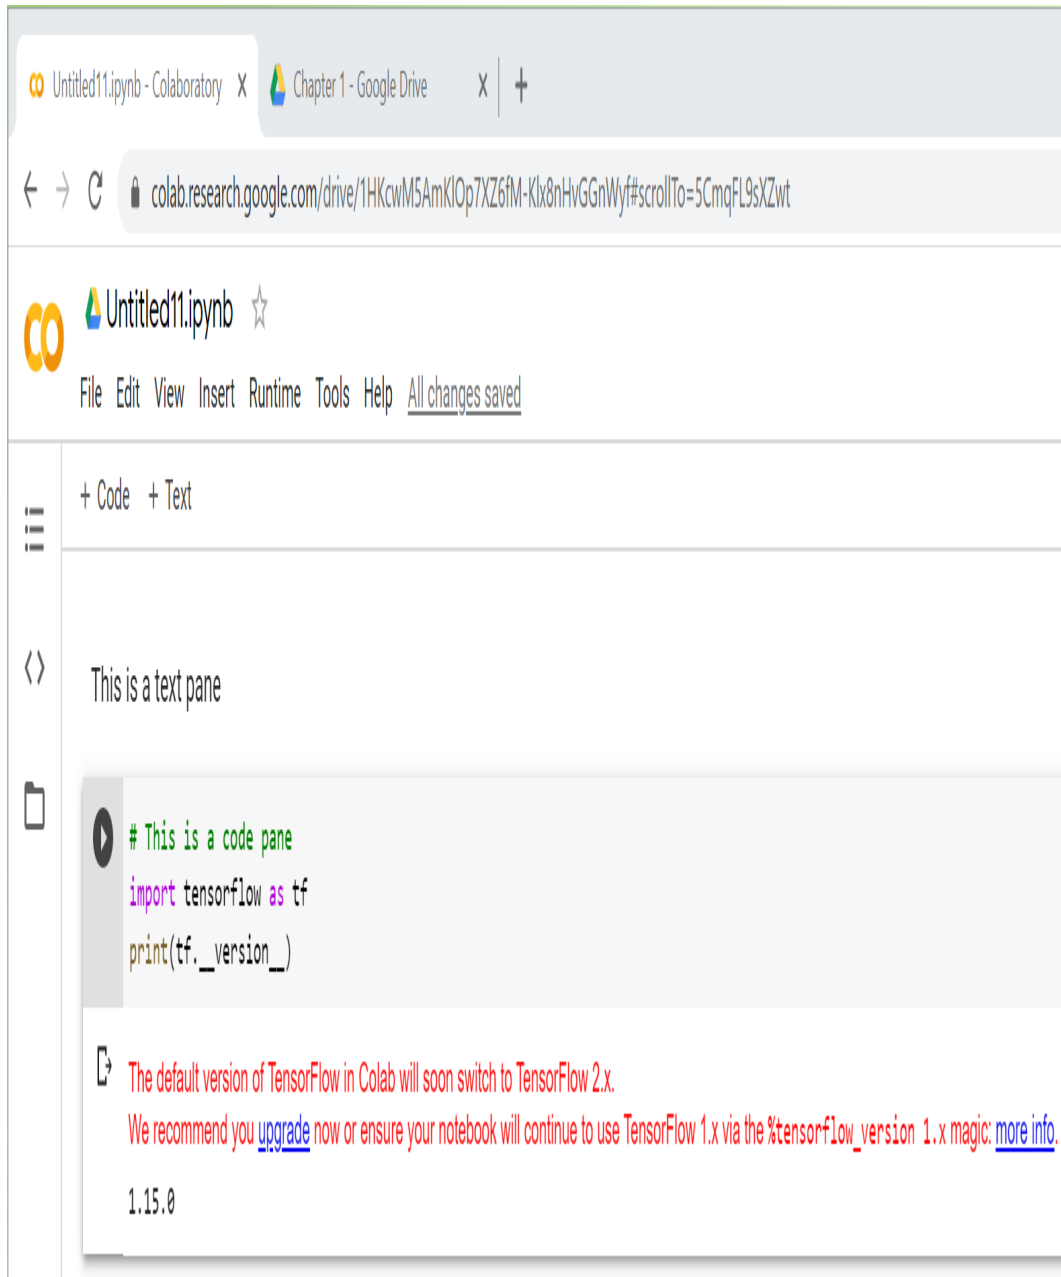 Untitled11.ipynb - Colaboratory Chapter 1 - Google Drive
colab.research.google.com/drive/1HKcwM5AmKlOp7XZ6fM-Klx8nHvGGnWyf#scrollTo=5CmqFL9sXZwt
Untitled11.ipynb
File Edit View Insert Runtime Tools Help All changes saved
+ Code + Text
This is a text pane
# This is a code pane
import tensorflow as tf
print(tf.__version__)
The default version of TensorFlow in Colab will soon switch to TensorFlow 2.x.
We recommend you upgrade now or ensure your notebook will continue to use TensorFlow 1.x via the %tensorflow_version 1.x magic: more info.
1.15.0